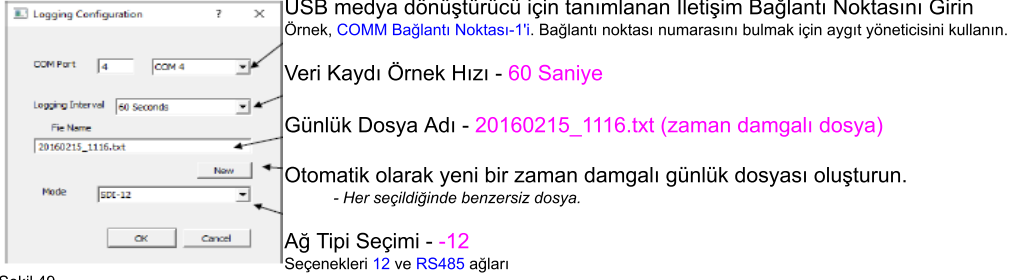 Logging Configuration ? ×
COM Port 4 COM 4
Logging Interval 60 Seconds
File Name
20160215_1116.txt
New
Mode SDI-12
OK Cancel
USB medya dönüştürücü için tanımlanan İletişim Bağlantı Noktasını Girin
Örnek, COMM Bağlantı Noktası-1'i. Bağlantı noktası numarasını bulmak için aygıt yöneticisini kullanın.
Veri Kaydı Örnek Hızı - 60 Saniye
Günlük Dosya Adı - 20160215_1116.txt (zaman damgalı dosya)
Otomatik olarak yeni bir zaman damgalı günlük dosyası oluşturun.
- Her seçildiğinde benzersiz dosya.
Ağ Tipi Seçimi - -12
Seçenekleri 12 ve RS485 ağları